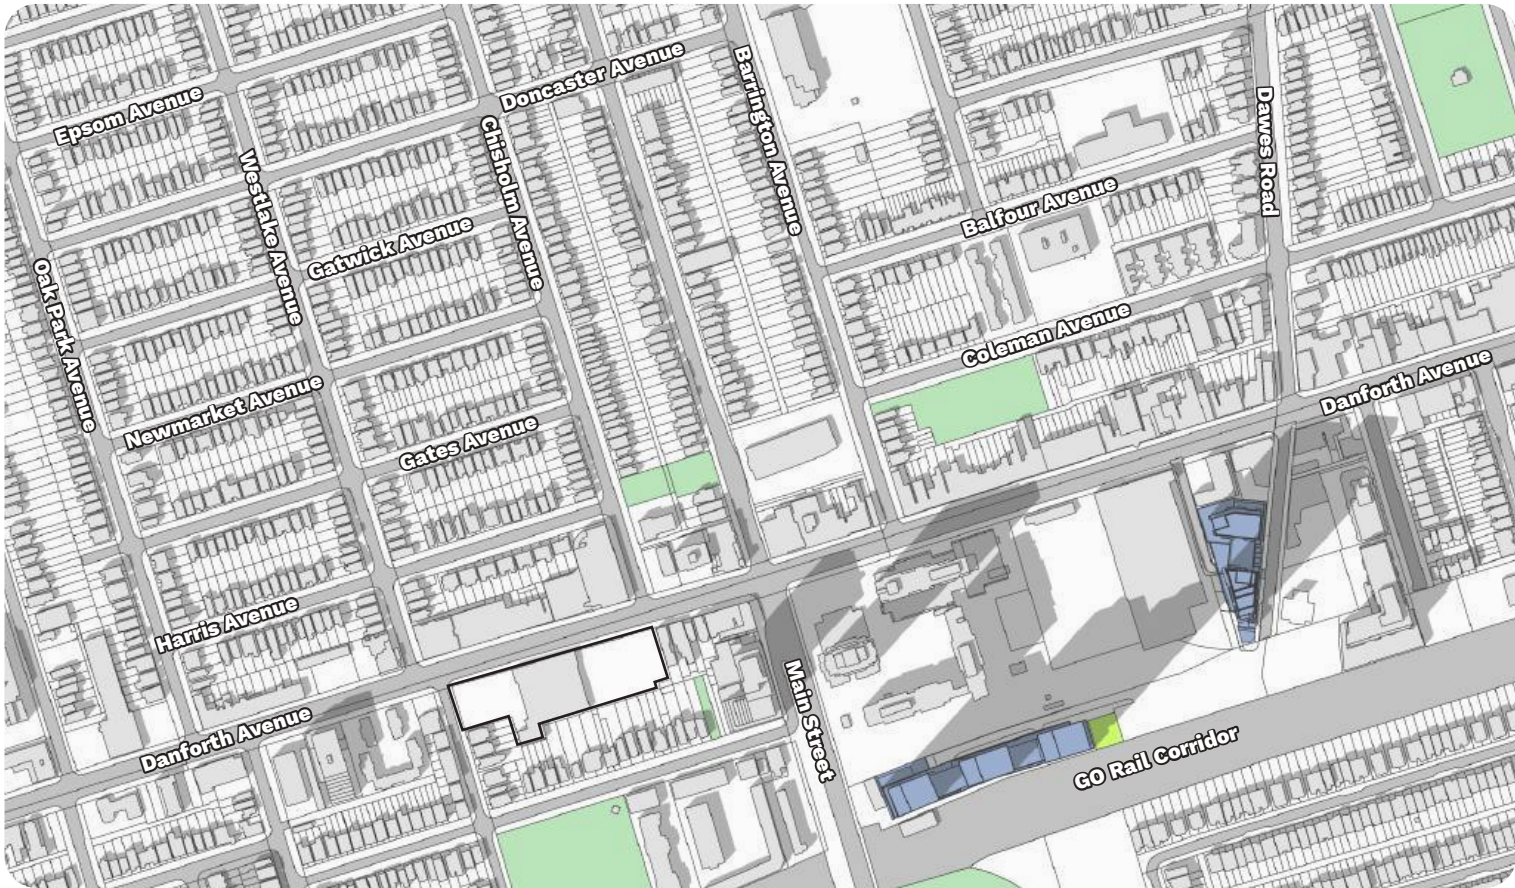 Doncaster Avenue
Epsom Avenue
Barrington Avenue
Dawes Road
Chisholm Avenue
Westlake Avenue
Balfour Avenue
Gatwick Avenue
Oak Park Avenue
Coleman Avenue
Danforth Avenue
Newmarket Avenue
Gates Avenue
Harris Avenue
Main Street
Danforth Avenue
GO Rail Corridor